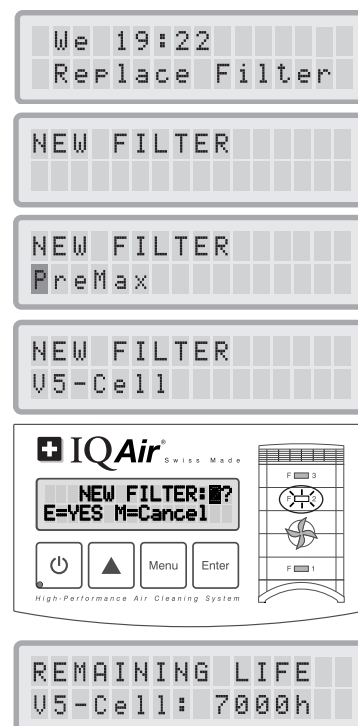 We 19:22
Replace Filter
NEW FILTER
NEW FILTER
PreMax
NEW FILTER
V5-Cell
IQAir®
Swiss Made
NEW FILTER: ?
E=YES M=Cancel
Menu Enter
High-Performance Air Cleaning System
F 3
F 2
F 1
REMAINING LIFE
V5-Cell: 7000h